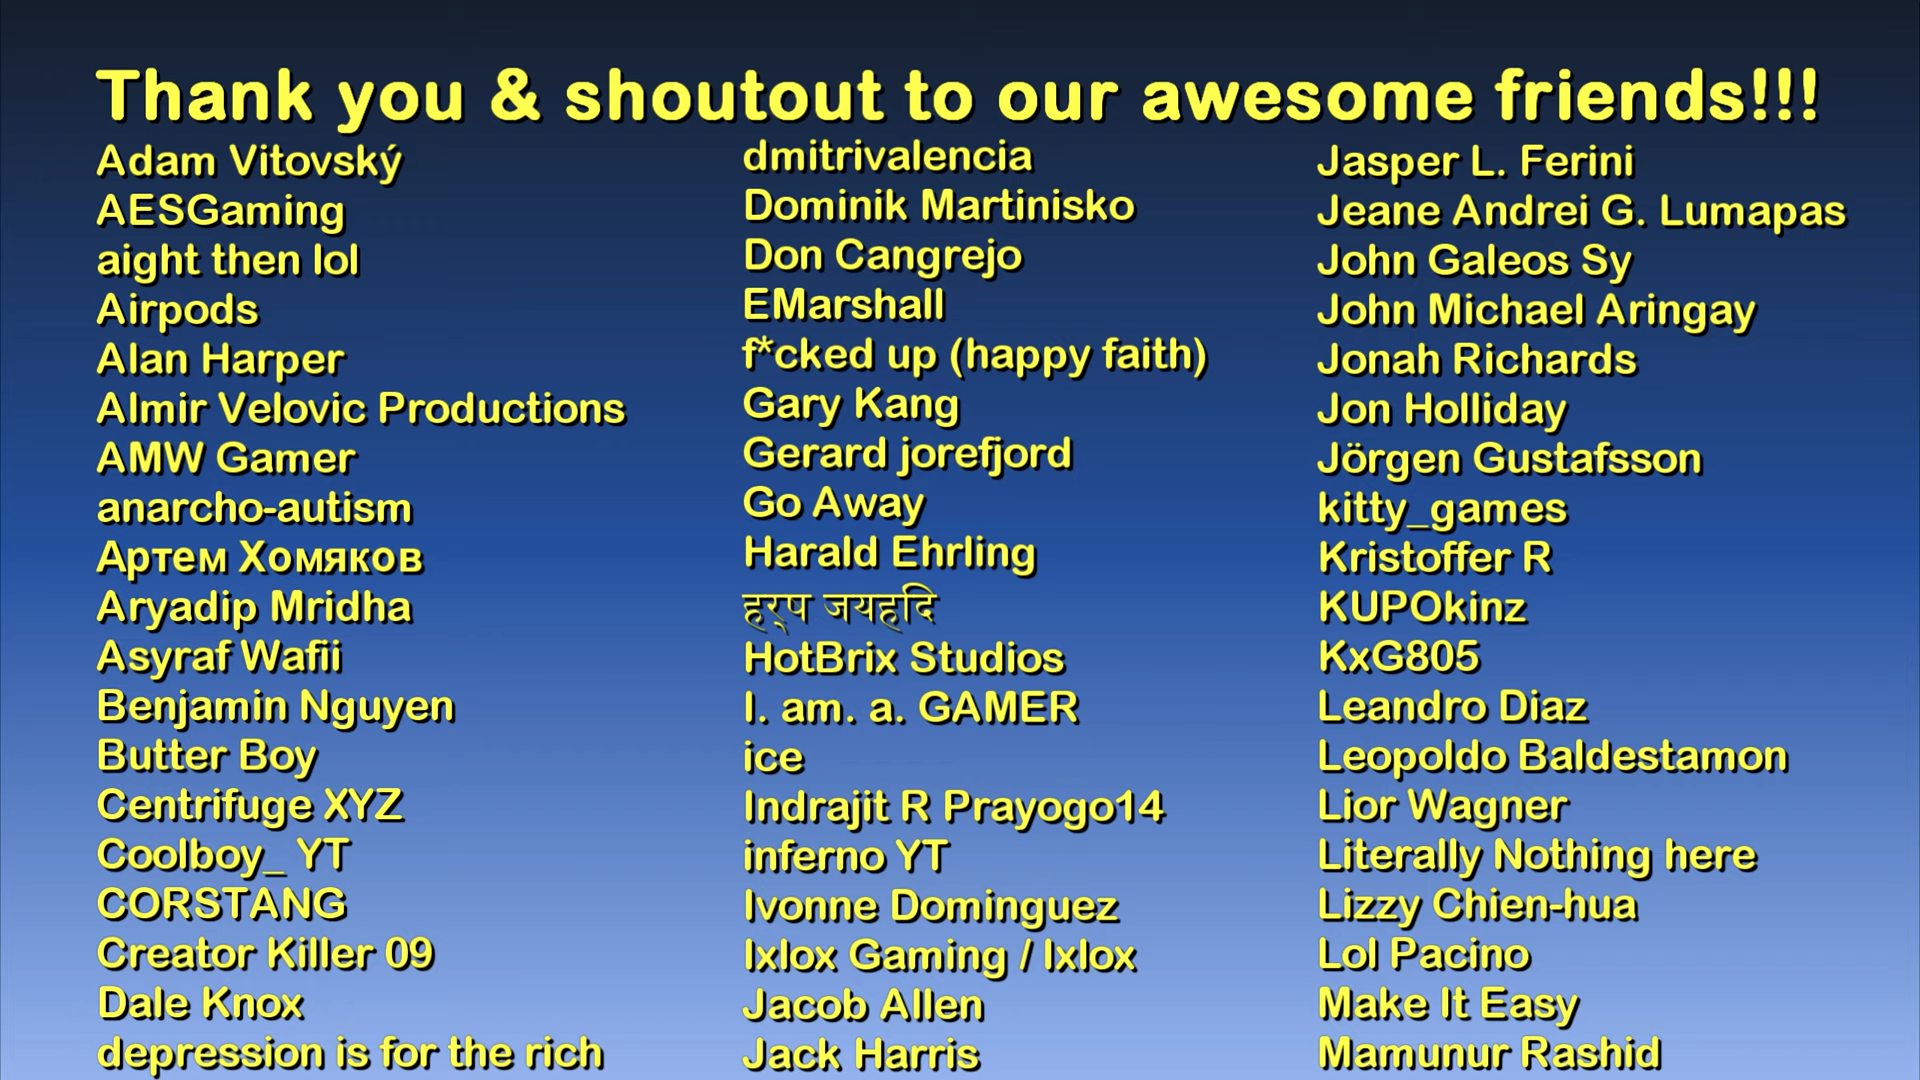 Thank you & shoutout to our awesome friends!!!
Adam Vitovský
AESGaming
aight then lol
Airpods
Alan Harper
Almir Velovic Productions
AMW Gamer
anarcho-autism
Артем Хомяков
Aryadip Mridha
Asyraf Wafii
Benjamin Nguyen
Butter Boy
Centrifuge XYZ
Coolboy_ YT
CORSTANG
Creator Killer 09
Dale Knox
depression is for the rich
dmitrivalencia
Dominik Martinisko
Don Cangrejo
EMarshall
f*cked up (happy faith)
Gary Kang
Gerard jorefjord
Go Away
Harald Ehrling
हर्ष जयहिद
HotBrix Studios
I. am. a. GAMER
ice
Indrajit R Prayogo14
inferno YT
Ivonne Dominguez
Ixlox Gaming / Ixlox
Jacob Allen
Jack Harris
Jasper L. Ferini
Jeane Andrei G. Lumapas
John Galeos Sy
John Michael Aringay
Jonah Richards
Jon Holliday
Jörgen Gustafsson
kitty_games
Kristoffer R
KUPOkinz
KxG805
Leandro Diaz
Leopoldo Baldestamon
Lior Wagner
Literally Nothing here
Lizzy Chien-hua
Lol Pacino
Make It Easy
Mamunur Rashid